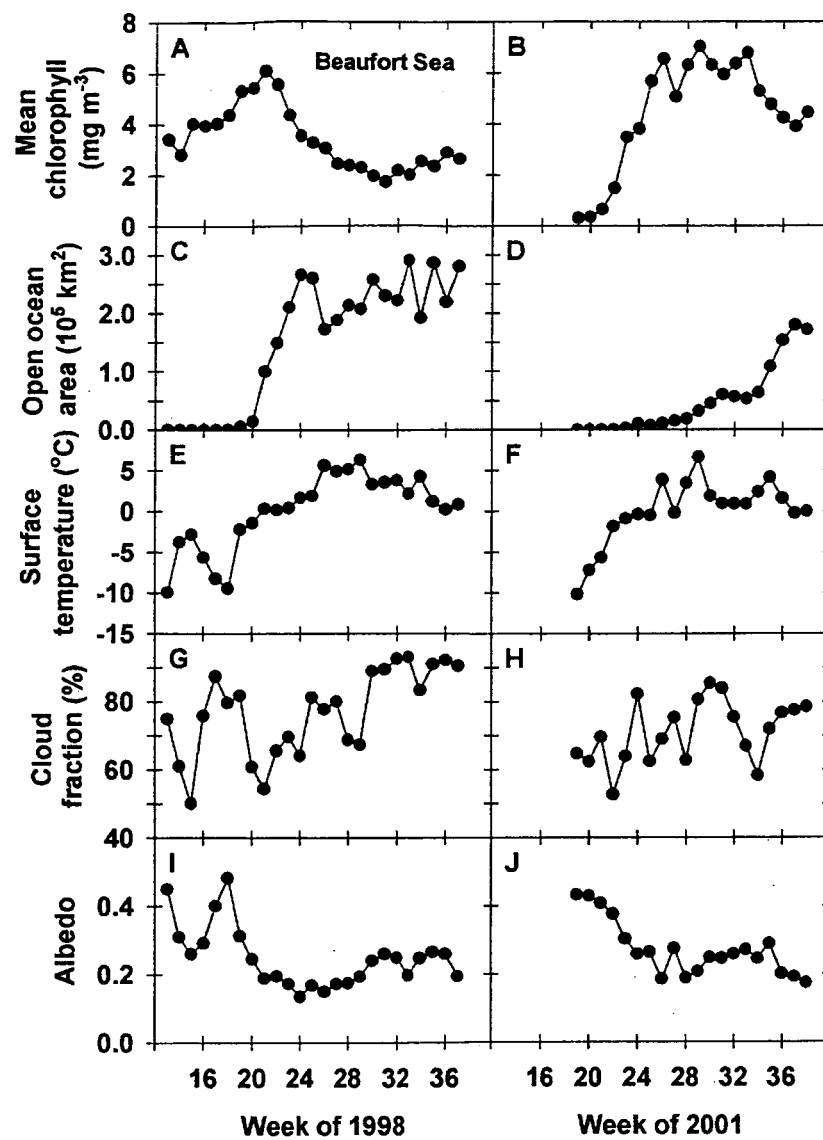 A
Beaufort Sea
B
Mean
chlorophyll
(mg m-3)
8
6
4
2
0
C
D
Open ocean
area (10⁵ km²)
3.0
2.0
1.0
0.0
E
F
Surface
temperature (°C)
5
0
-5
-10
-15
G
H
Cloud
fraction (%)
80
60
40
I
J
Albedo
0.4
0.2
0.0
16 20 24 28 32 36
16 20 24 28 32 36
Week of 1998
Week of 2001